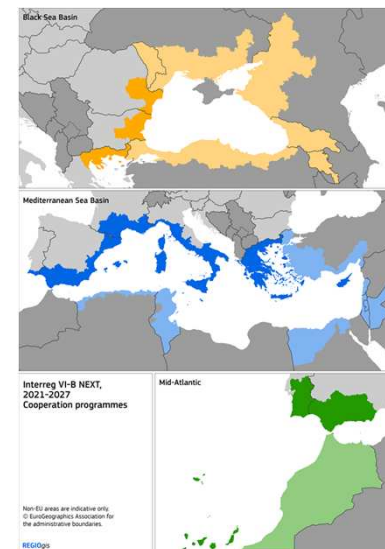 Black Sea Basin
Mediterranean Sea Basin
Interreg VI-B NEXT,
2021-2027
Cooperation programmes
Mid-Atlantic
Non-EU areas are indicative only.
© EuroGeographics Association for
the administrative boundaries.
REGIOgis